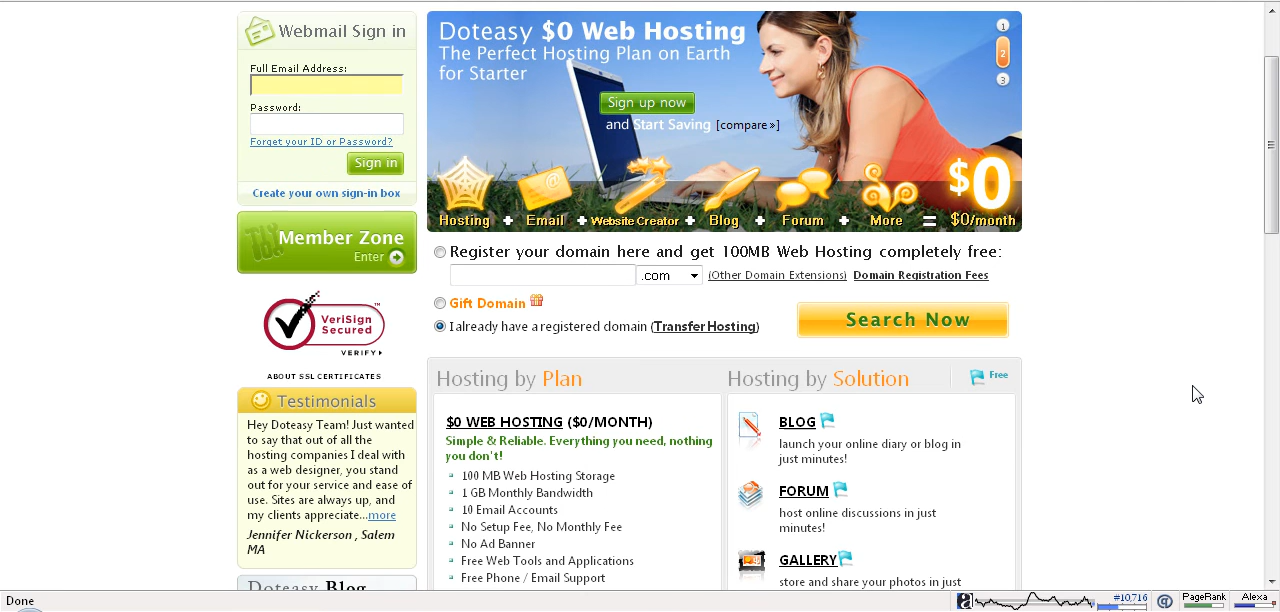 Webmail Sign in
Full Email Address:
Password:
Forget your ID or Password?
Sign in
Create your own sign-in box
Member Zone
Enter
VeriSign
Secured
™
VERIFY
ABOUT SSL CERTIFICATES
Testimonials
Hey Doteasy Team! Just wanted
to say that out of all the
hosting companies I deal with
as a web designer, you stand
out for your service and ease of
use. Sites are always up, and
my clients appreciate...more
Jennifer Nickerson , Salem
MA
Doteasy Blog
Doteasy $0 Web Hosting
The Perfect Hosting Plan on Earth
for Starter
1
2
3
Sign up now
and Start Saving [compare »]
$0
Hosting + Email + Website Creator + Blog + Forum + More = $0/month
Register your domain here and get 100MB Web Hosting completely free:
.com (Other Domain Extensions) Domain Registration Fees
Gift Domain
I already have a registered domain (Transfer Hosting)
Search Now
Hosting by Plan
$0 WEB HOSTING ($0/MONTH)
Simple & Reliable. Everything you need, nothing
you don't!
100 MB Web Hosting Storage
1 GB Monthly Bandwidth
10 Email Accounts
No Setup Fee, No Monthly Fee
No Ad Banner
Free Web Tools and Applications
Free Phone / Email Support
Hosting by Solution
Free
BLOG
launch your online diary or blog in
just minutes!
FORUM
host online discussions in just
minutes!
GALLERY
store and share your photos in just
Done
#10,716
@
PageRank
Alexa